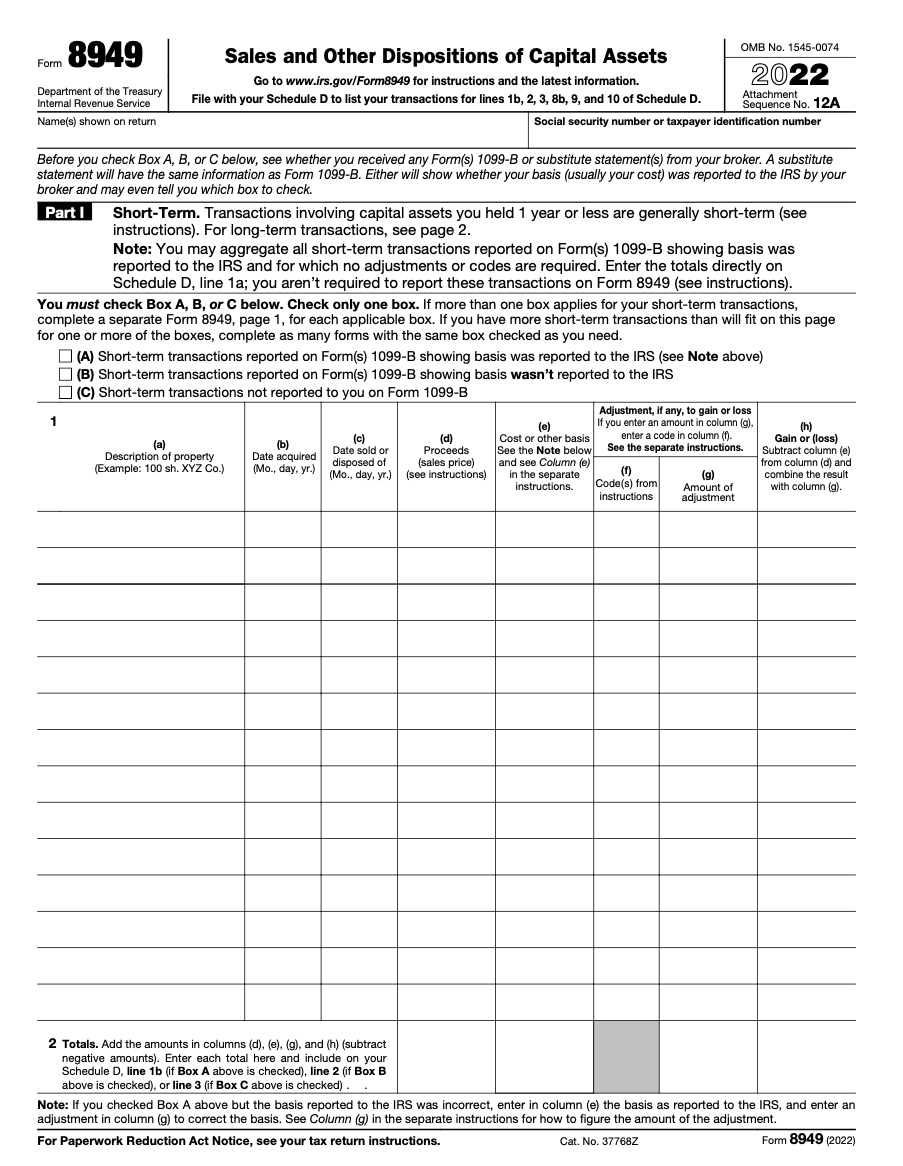 Form 8949
Department of the Treasury
Internal Revenue Service
Sales and Other Dispositions of Capital Assets
Go to www.irs.gov/Form8949 for instructions and the latest information.
File with your Schedule D to list your transactions for lines 1b, 2, 3, 8b, 9, and 10 of Schedule D.
OMB No. 1545-0074
2022
Attachment
Sequence No. 12A
Name(s) shown on return
Social security number or taxpayer identification number
Before you check Box A, B, or C below, see whether you received any Form(s) 1099-B or substitute statement(s) from your broker. A substitute
statement will have the same information as Form 1099-B. Either will show whether your basis (usually your cost) was reported to the IRS by your
broker and may even tell you which box to check.
Part I
Short-Term. Transactions involving capital assets you held 1 year or less are generally short-term (see
instructions). For long-term transactions, see page 2.
Note: You may aggregate all short-term transactions reported on Form(s) 1099-B showing basis was
reported to the IRS and for which no adjustments or codes are required. Enter the totals directly on
Schedule D, line 1a; you aren't required to report these transactions on Form 8949 (see instructions).
You must check Box A, B, or C below. Check only one box. If more than one box applies for your short-term transactions,
complete a separate Form 8949, page 1, for each applicable box. If you have more short-term transactions than will fit on this page
for one or more of the boxes, complete as many forms with the same box checked as you need.
(A) Short-term transactions reported on Form(s) 1099-B showing basis was reported to the IRS (see Note above)
(B) Short-term transactions reported on Form(s) 1099-B showing basis wasn't reported to the IRS
(C) Short-term transactions not reported to you on Form 1099-B
1
(a)
Description of property
(Example: 100 sh. XYZ Co.)
(b)
Date acquired
(Mo., day, yr.)
(c)
Date sold or
disposed of
(Mo., day, yr.)
(d)
Proceeds
(sales price)
(see instructions)
(e)
Cost or other basis
See the Note below
and see Column (e)
in the separate
instructions.
Adjustment, if any, to gain or loss
If you enter an amount in column (g),
enter a code in column (f).
See the separate instructions.
(f)
Code(s) from
instructions
(g)
Amount of
adjustment
(h)
Gain or (loss)
Subtract column (e)
from column (d) and
combine the result
with column (g).
2 Totals. Add the amounts in columns (d), (e), (g), and (h) (subtract
negative amounts). Enter each total here and include on your
Schedule D, line 1b (if Box A above is checked), line 2 (if Box B
above is checked), or line 3 (if Box C above is checked) . .
Note: If you checked Box A above but the basis reported to the IRS was incorrect, enter in column (e) the basis as reported to the IRS, and enter an
adjustment in column (g) to correct the basis. See Column (g) in the separate instructions for how to figure the amount of the adjustment.
For Paperwork Reduction Act Notice, see your tax return instructions.
Cat. No. 37768Z
Form 8949 (2022)